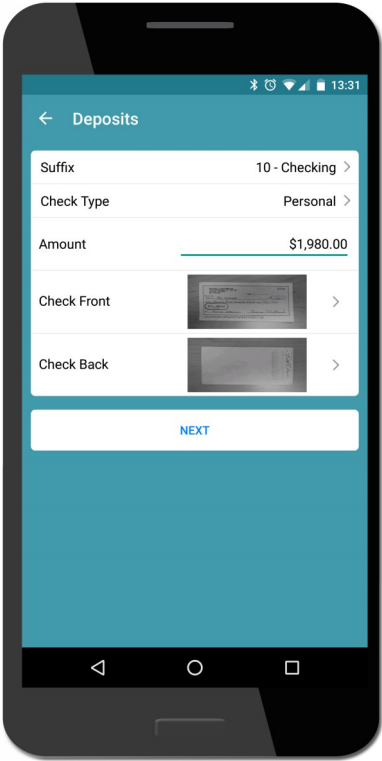 13:31
Deposits
Suffix 10 - Checking
Check Type Personal
Amount $1,980.00
Check Front
Check Back
NEXT